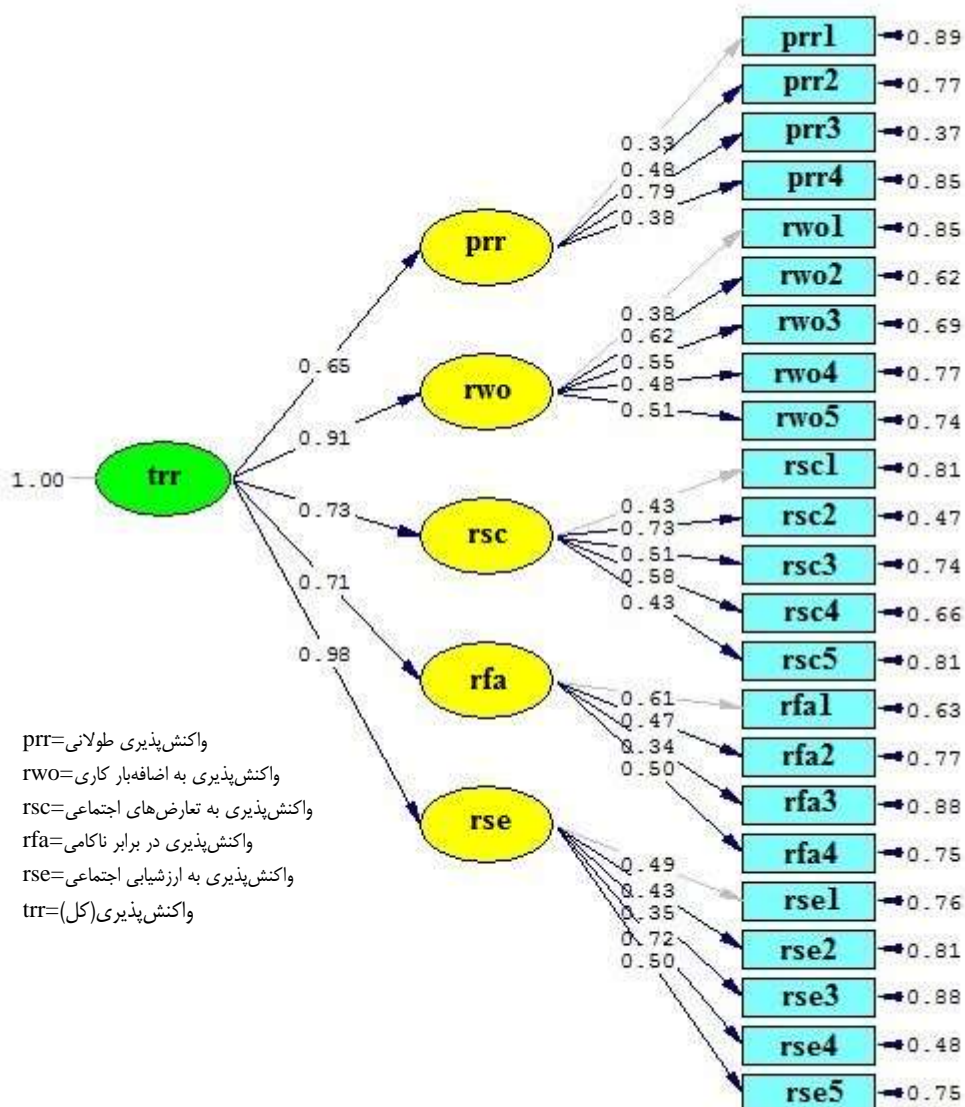 prr1 0.89
prr2 0.77
prr3 0.37
prr4 0.85
rwo1 0.85
rwo2 0.62
rwo3 0.69
rwo4 0.77
rwo5 0.74
rsc1 0.81
rsc2 0.47
rsc3 0.74
rsc4 0.66
rsc5 0.81
rfa1 0.63
rfa2 0.77
rfa3 0.88
rfa4 0.75
rse1 0.76
rse2 0.81
rse3 0.88
rse4 0.48
rse5 0.75
0.33
0.48
0.79
0.38
prr
0.38
0.62
0.55
0.48
0.51
rwo
0.43
0.73
0.51
0.58
0.43
rsc
0.61
0.47
0.34
0.50
rfa
0.49
0.43
0.35
0.72
0.50
rse
0.65
0.91
0.73
0.71
0.98
1.00 trr
واکنش‌پذیری طولانی=prr
واکنش‌پذیری به اضافه‌بار کاری=rwo
واکنش‌پذیری به تعارض‌های اجتماعی=rsc
واکنش‌پذیری در برابر ناکامی=rfa
واکنش‌پذیری به ارزشیابی اجتماعی=rse
واکنش‌پذیری(کل)=trr